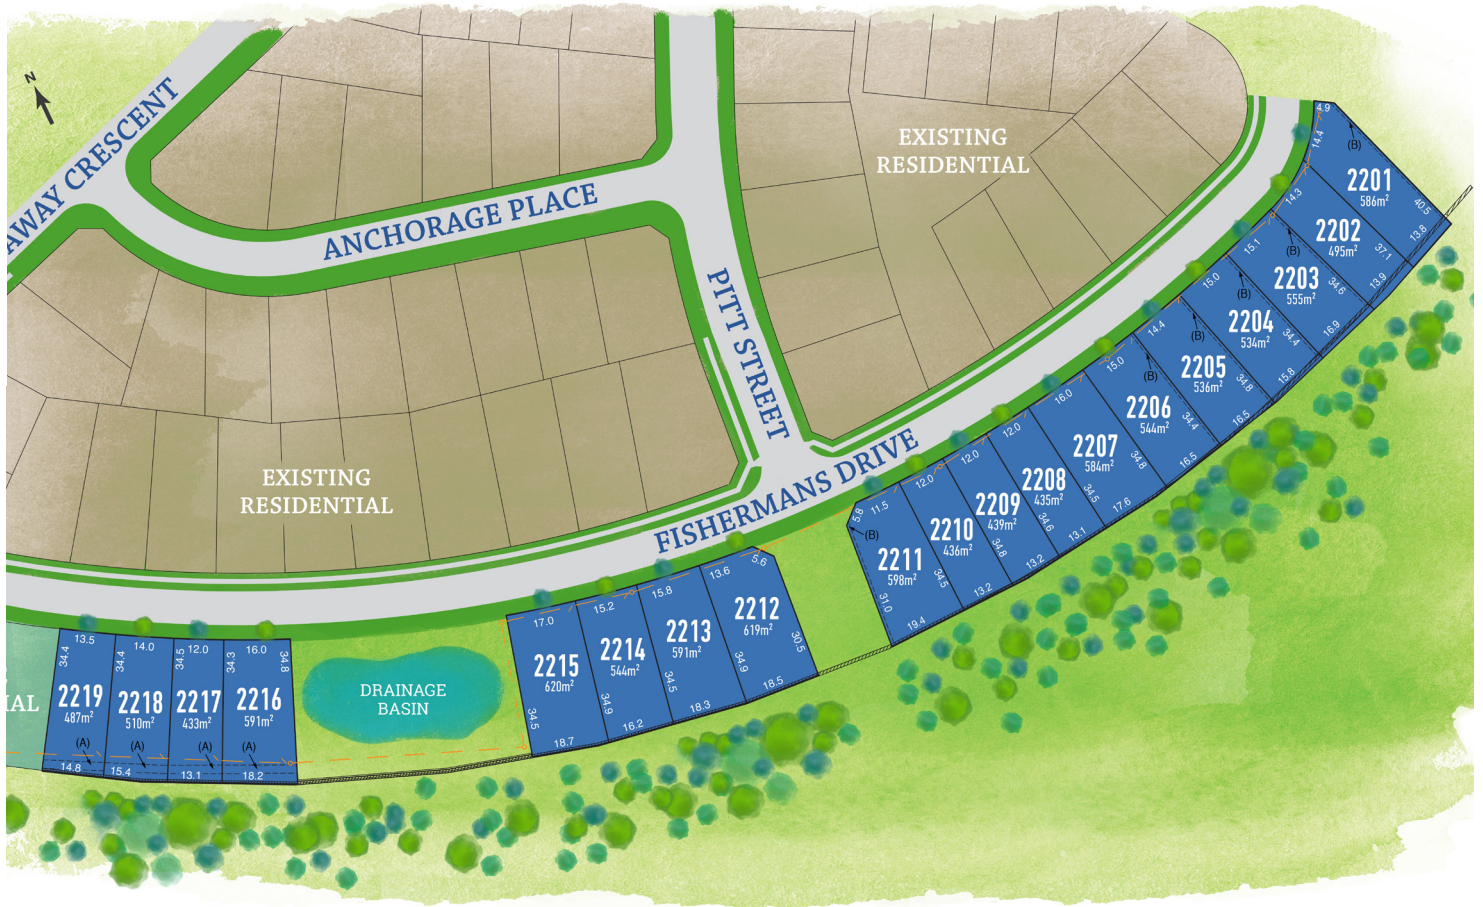 N
AWAY CRESCENT
ANCHORAGE PLACE
PITT STREET
FISHERMANS DRIVE
EXISTING
RESIDENTIAL
EXISTING
RESIDENTIAL
4.9
14.4
(B)
2201
586m²
40.5
13.8
14.3
2202
495m²
37.1
13.9
15.1
(B)
2203
555m²
34.6
16.9
15.0
(B)
2204
534m²
34.4
15.8
14.4
(B)
2205
536m²
34.8
16.5
15.0
(B)
2206
544m²
34.4
16.5
16.0
2207
584m²
34.8
17.6
12.0
2208
435m²
34.5
13.1
12.0
2209
439m²
34.6
13.2
12.0
2210
436m²
34.8
13.2
5.8
11.5
(B)
2211
598m²
34.5
31.0
19.4
5.6
13.6
2212
619m²
30.5
34.9
18.5
15.8
2213
591m²
34.5
18.3
15.2
2214
544m²
34.9
16.2
17.0
2215
620m²
34.5
18.7
DRAINAGE
BASIN
16.0
34.3
34.8
2216
591m²
(A)
18.2
12.0
34.5
2217
433m²
(A)
13.1
14.0
34.4
2218
510m²
(A)
15.4
13.5
34.4
2219
487m²
(A)
14.8
IAL